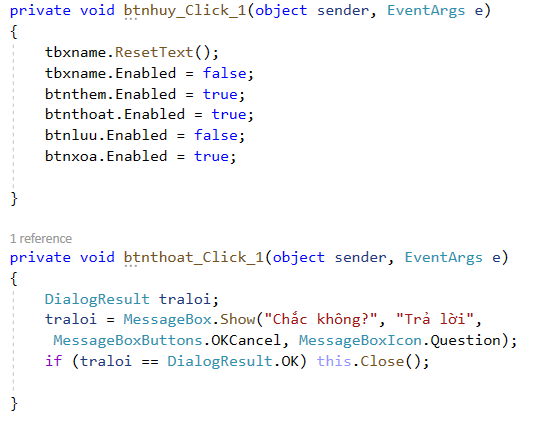 private void btnhuy_Click_1(object sender, EventArgs e)
{
    tbxname.ResetText();
    tbxname.Enabled = false;
    btnthem.Enabled = true;
    btnthoat.Enabled = true;
    btnluu.Enabled = false;
    btnxoa.Enabled = true;
}
1 reference
private void btnthoat_Click_1(object sender, EventArgs e)
{
    DialogResult traloi;
    traloi = MessageBox.Show("Chắc không?", "Trả lời",
     MessageBoxButtons.OKCancel, MessageBoxIcon.Question);
    if (traloi == DialogResult.OK) this.Close();
}